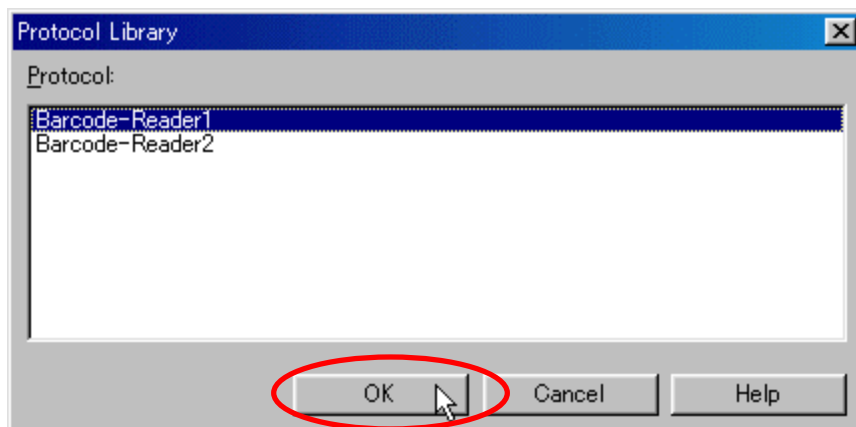 Protocol Library
Protocol:
Barcode-Reader1
Barcode-Reader2
OK Cancel Help